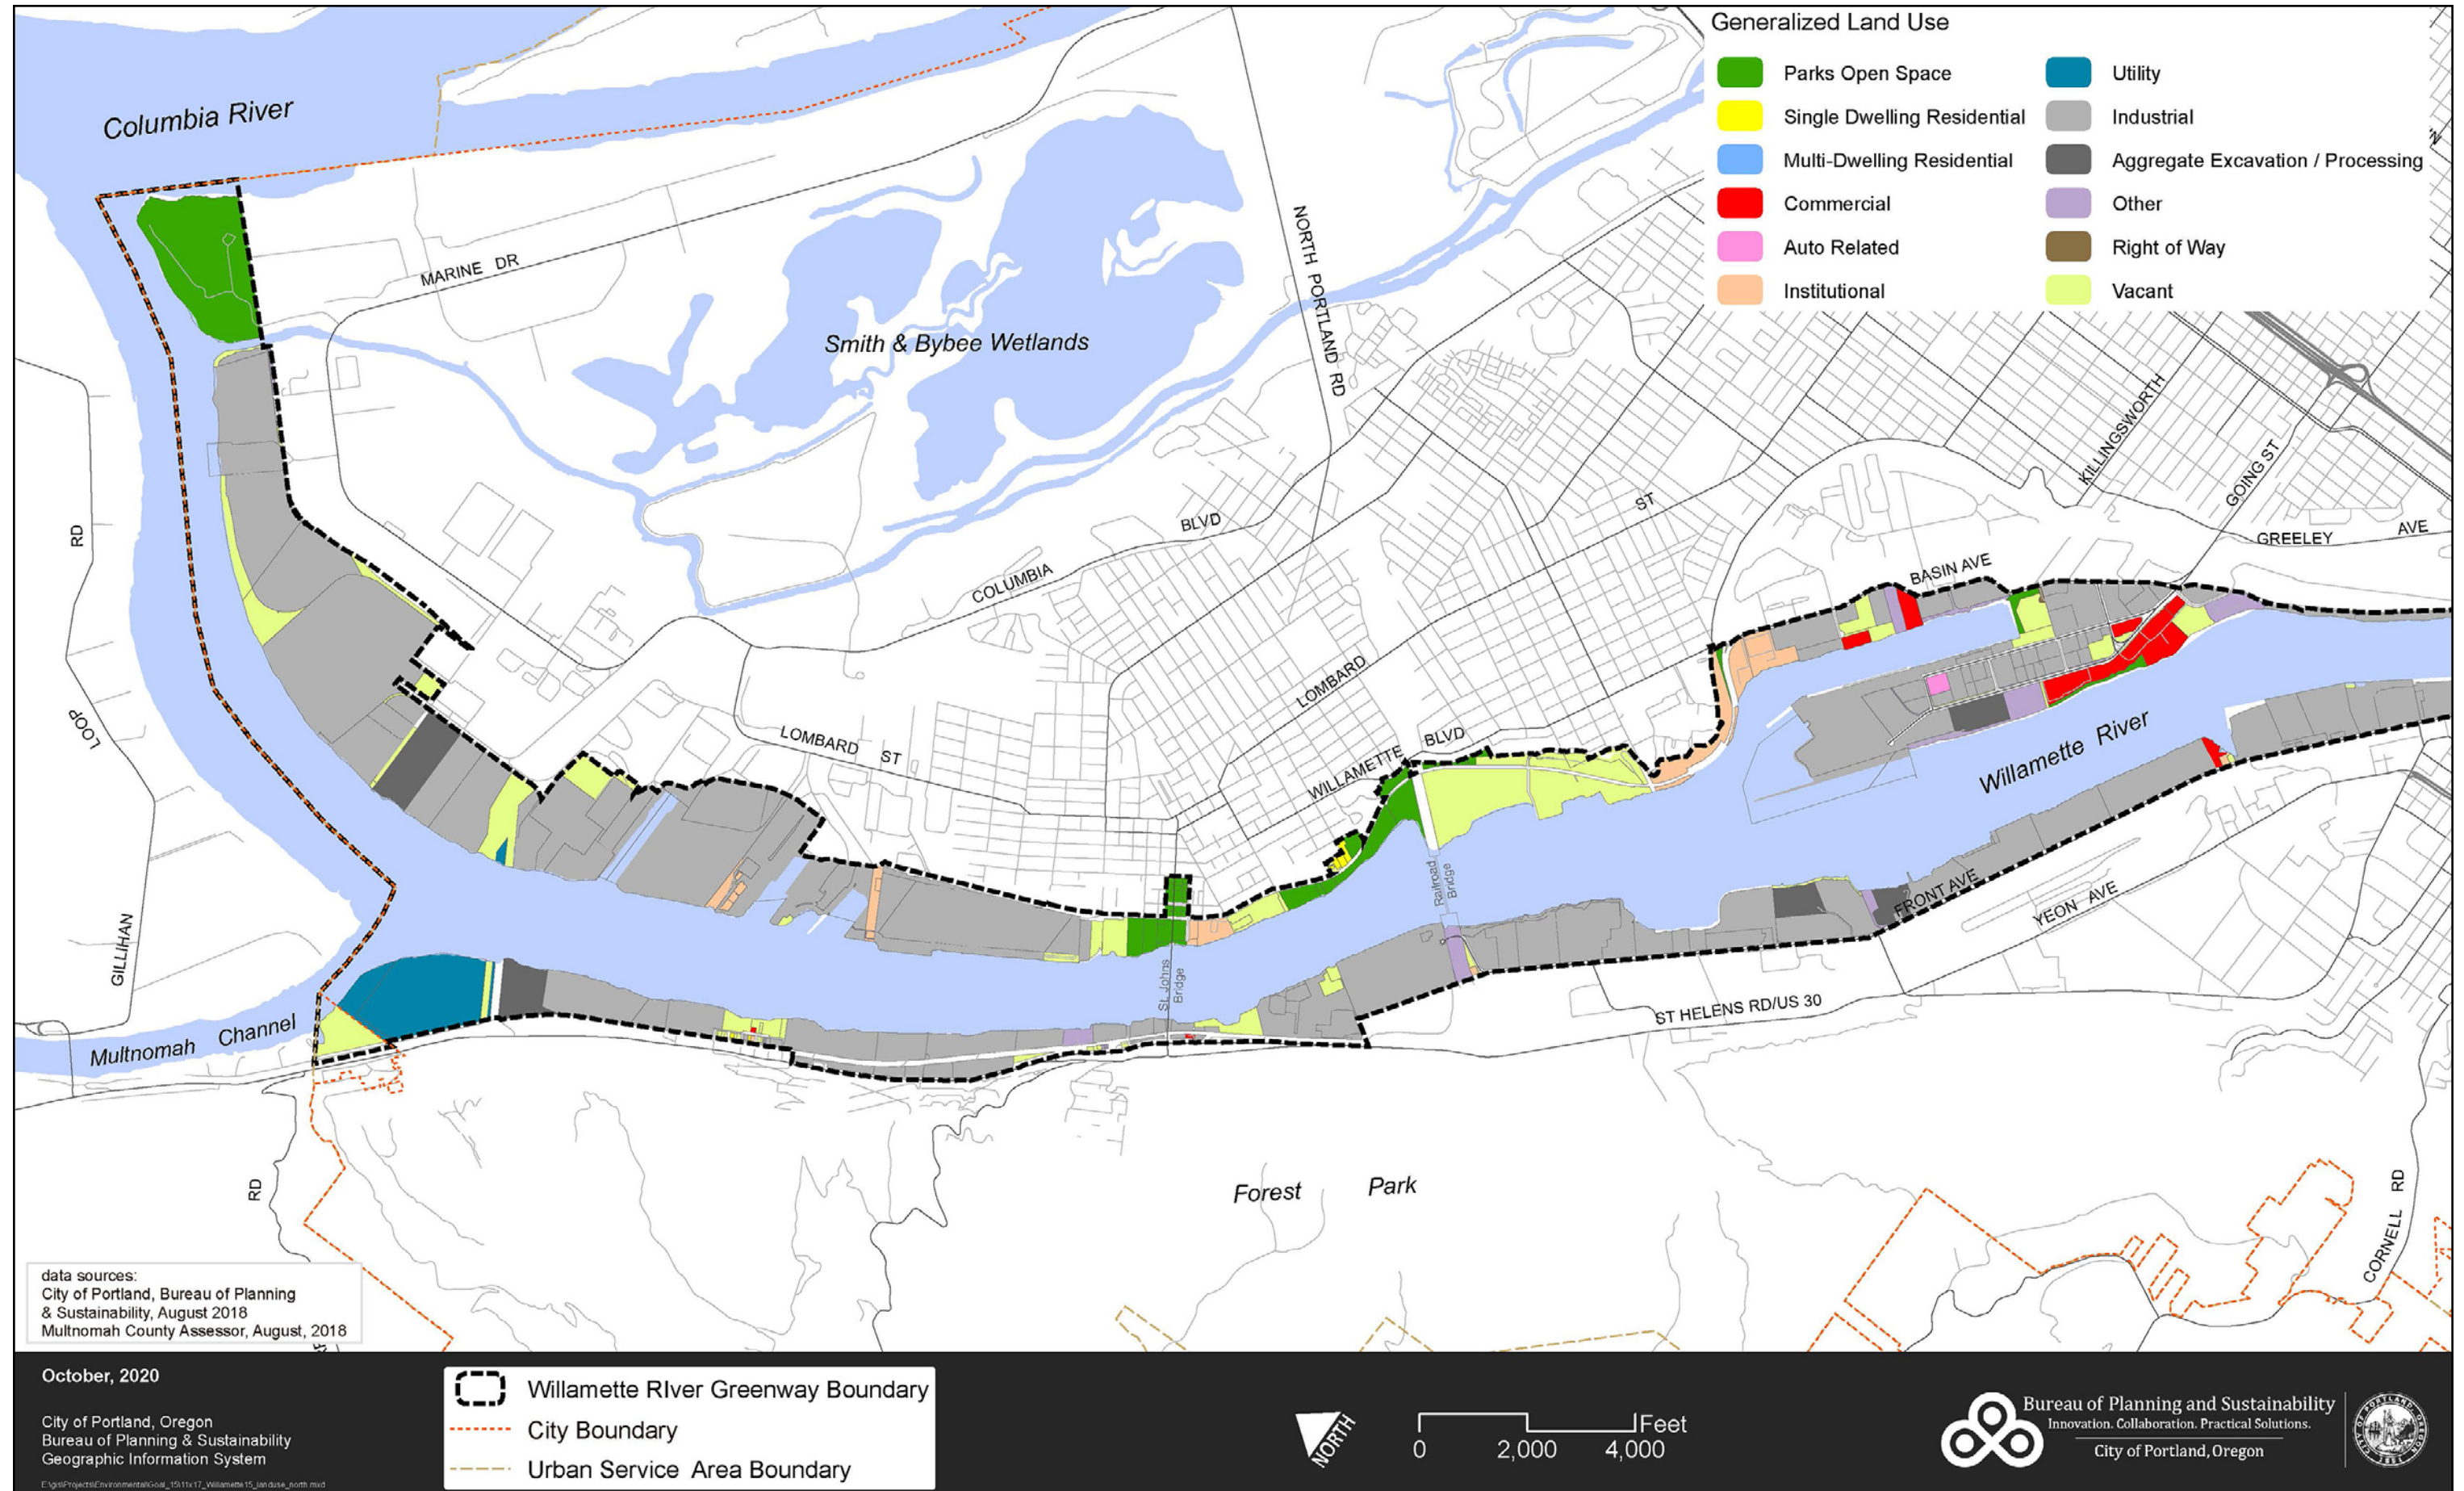 Generalized Land Use
Parks Open Space
Single Dwelling Residential
Multi-Dwelling Residential
Commercial
Auto Related
Institutional
Utility
Industrial
Aggregate Excavation / Processing
Other
Right of Way
Vacant
Columbia River
MARINE DR
Smith & Bybee Wetlands
NORTH PORTLAND RD
KILLINGSWORTH
GOING ST
GREELEY AVE
BASIN AVE
ST
BLVD
COLUMBIA
RD
LOOP
GILLIHAN
LOMBARD
LOMBARD ST
WILLAMETTE BLVD
Willamette River
Railroad
Bridge
St. Johns
Bridge
FRONT AVE
YEON AVE
ST HELENS RD/US 30
Multnomah Channel
Forest Park
RD
CORNELL RD
data sources:
City of Portland, Bureau of Planning
& Sustainability, August 2018
Multnomah County Assessor, August, 2018
October, 2020
City of Portland, Oregon
Bureau of Planning & Sustainability
Geographic Information System
Willamette RIver Greenway Boundary
City Boundary
Urban Service Area Boundary
NORTH
Feet
0 2,000 4,000
Bureau of Planning and Sustainability
Innovation. Collaboration. Practical Solutions.
City of Portland, Oregon